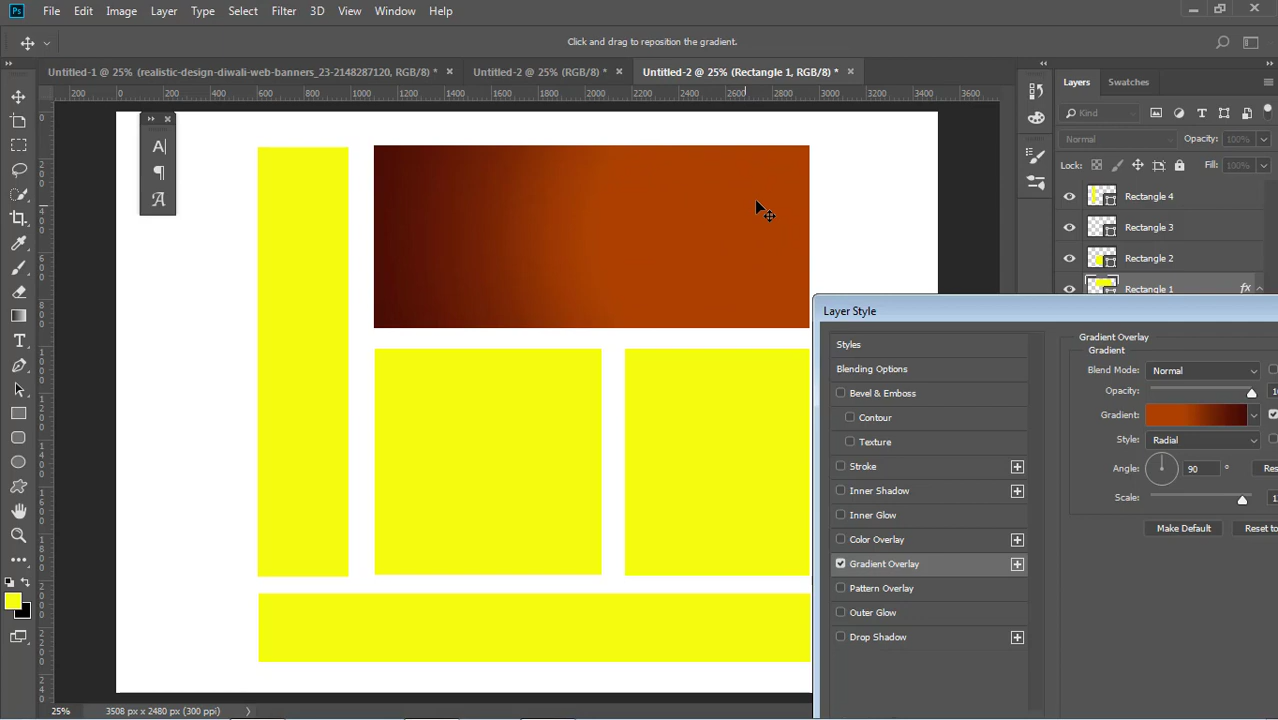 Ps File Edit Image Layer Type Select Filter 3D View Window Help
Click and drag to reposition the gradient.
Untitled-1 @ 25% (realistic-design-diwali-web-banners_23-2148287120, RGB/8) *
Untitled-2 @ 25% (RGB/8) *
Untitled-2 @ 25% (Rectangle 1, RGB/8) *
Layers Swatches
200 0 200 400 600 800 1000 1200 1400 1600 1800 2000 2200 2400 2600 2800 3000 3200 3400 3600
Kind
Normal Opacity: 100%
Lock: Fill: 100%
Rectangle 4
Rectangle 3
Rectangle 2
Rectangle 1 fx
Layer Style
Styles
Blending Options
Bevel & Emboss
Contour
Texture
Stroke
Inner Shadow
Inner Glow
Color Overlay
Gradient Overlay
Pattern Overlay
Outer Glow
Drop Shadow
Gradient Overlay
Gradient
Blend Mode: Normal
Opacity:
Gradient:
Style: Radial
Angle: 90 ° Res
Scale:
Make Default Reset to
25% 3508 px x 2480 px (300 ppi)